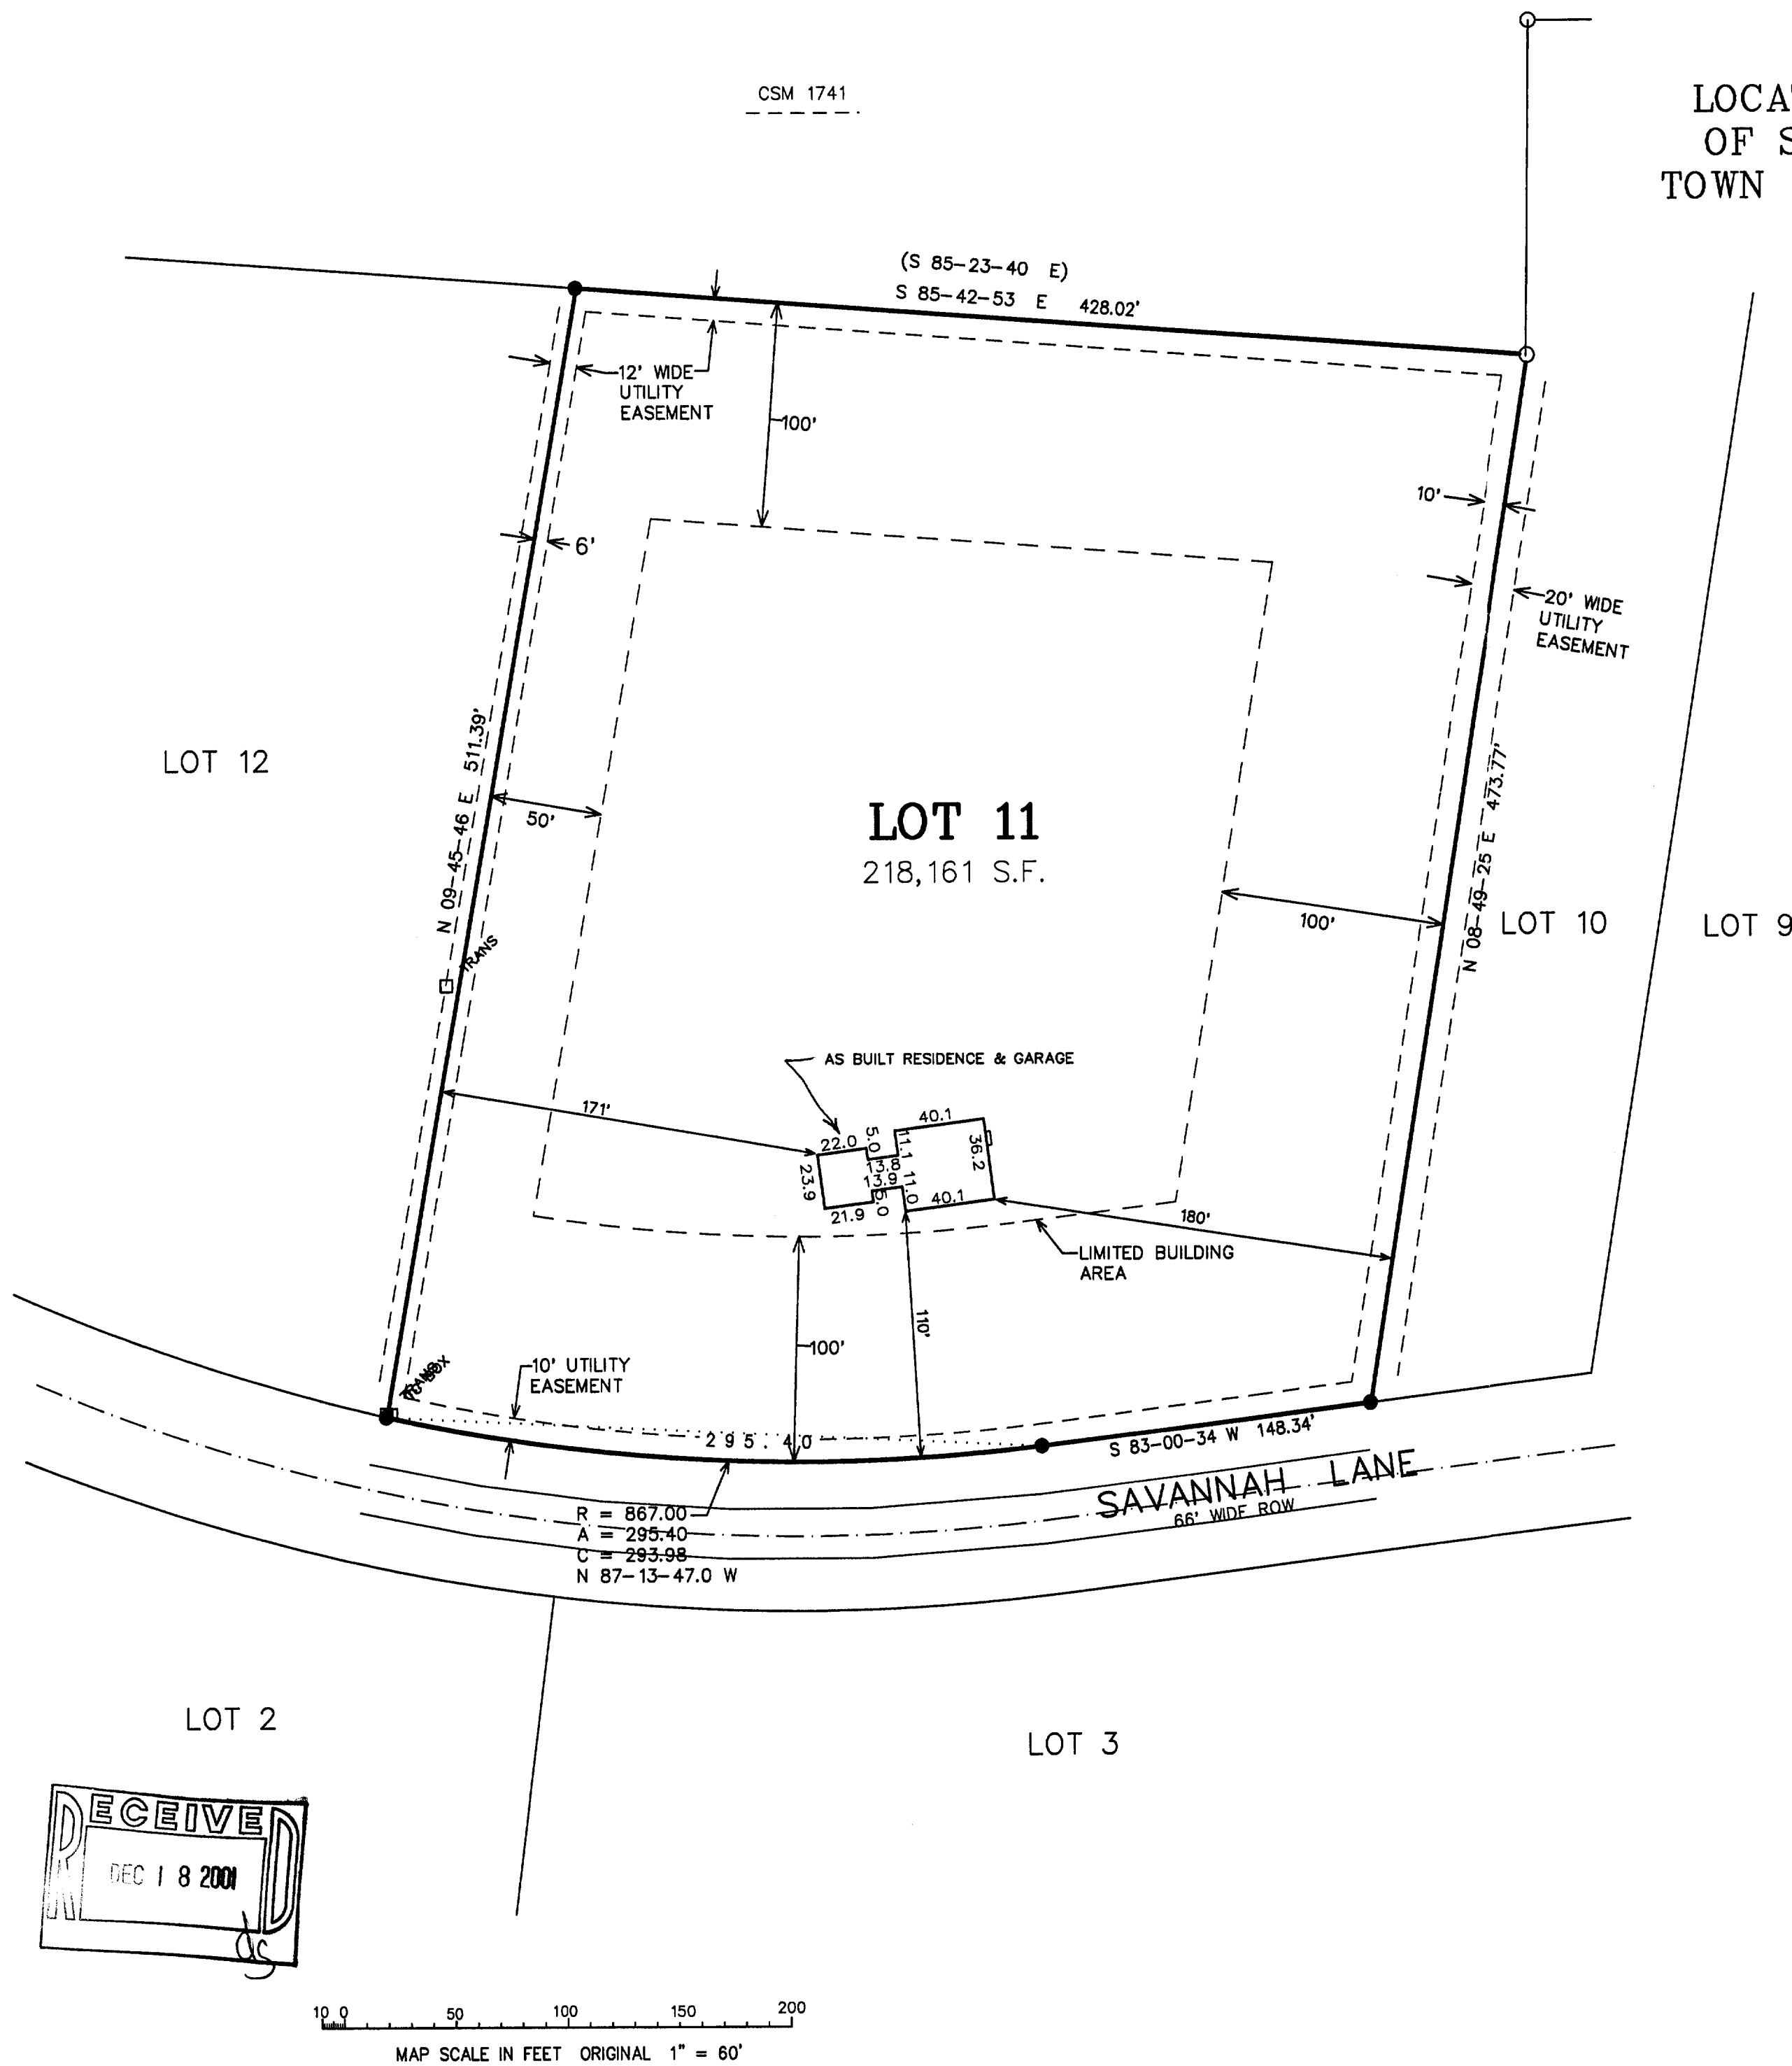 CSM 1741
LOCA
OF S
TOWN
(S 85-23-40 E)
S 85-42-53 E 428.02'
12' WIDE
UTILITY
EASEMENT
100'
10'
6'
20' WIDE
UTILITY
EASEMENT
N 09-45-46 E 511.39'
LOT 12
50'
LOT 11
218,161 S.F.
100'
N 08-49-25 E 473.77'
LOT 10
LOT 9
TRANS
AS BUILT RESIDENCE & GARAGE
171'
22.0
5.0
11.1
40.1
36.2
13.8
23.9
13.9
11.0
21.9
5.0
40.1
180'
LIMITED BUILDING
AREA
110'
100'
10' UTILITY
EASEMENT
295.40
S 83-00-34 W 148.34'
SAVANNAH LANE
66' WIDE ROW
R = 867.00
A = 295.40
C = 293.98
N 87-13-47.0 W
LOT 2
LOT 3
RECEIVED
DEC 18 2001
ds
10 0 50 100 150 200
MAP SCALE IN FEET ORIGINAL 1" = 60'